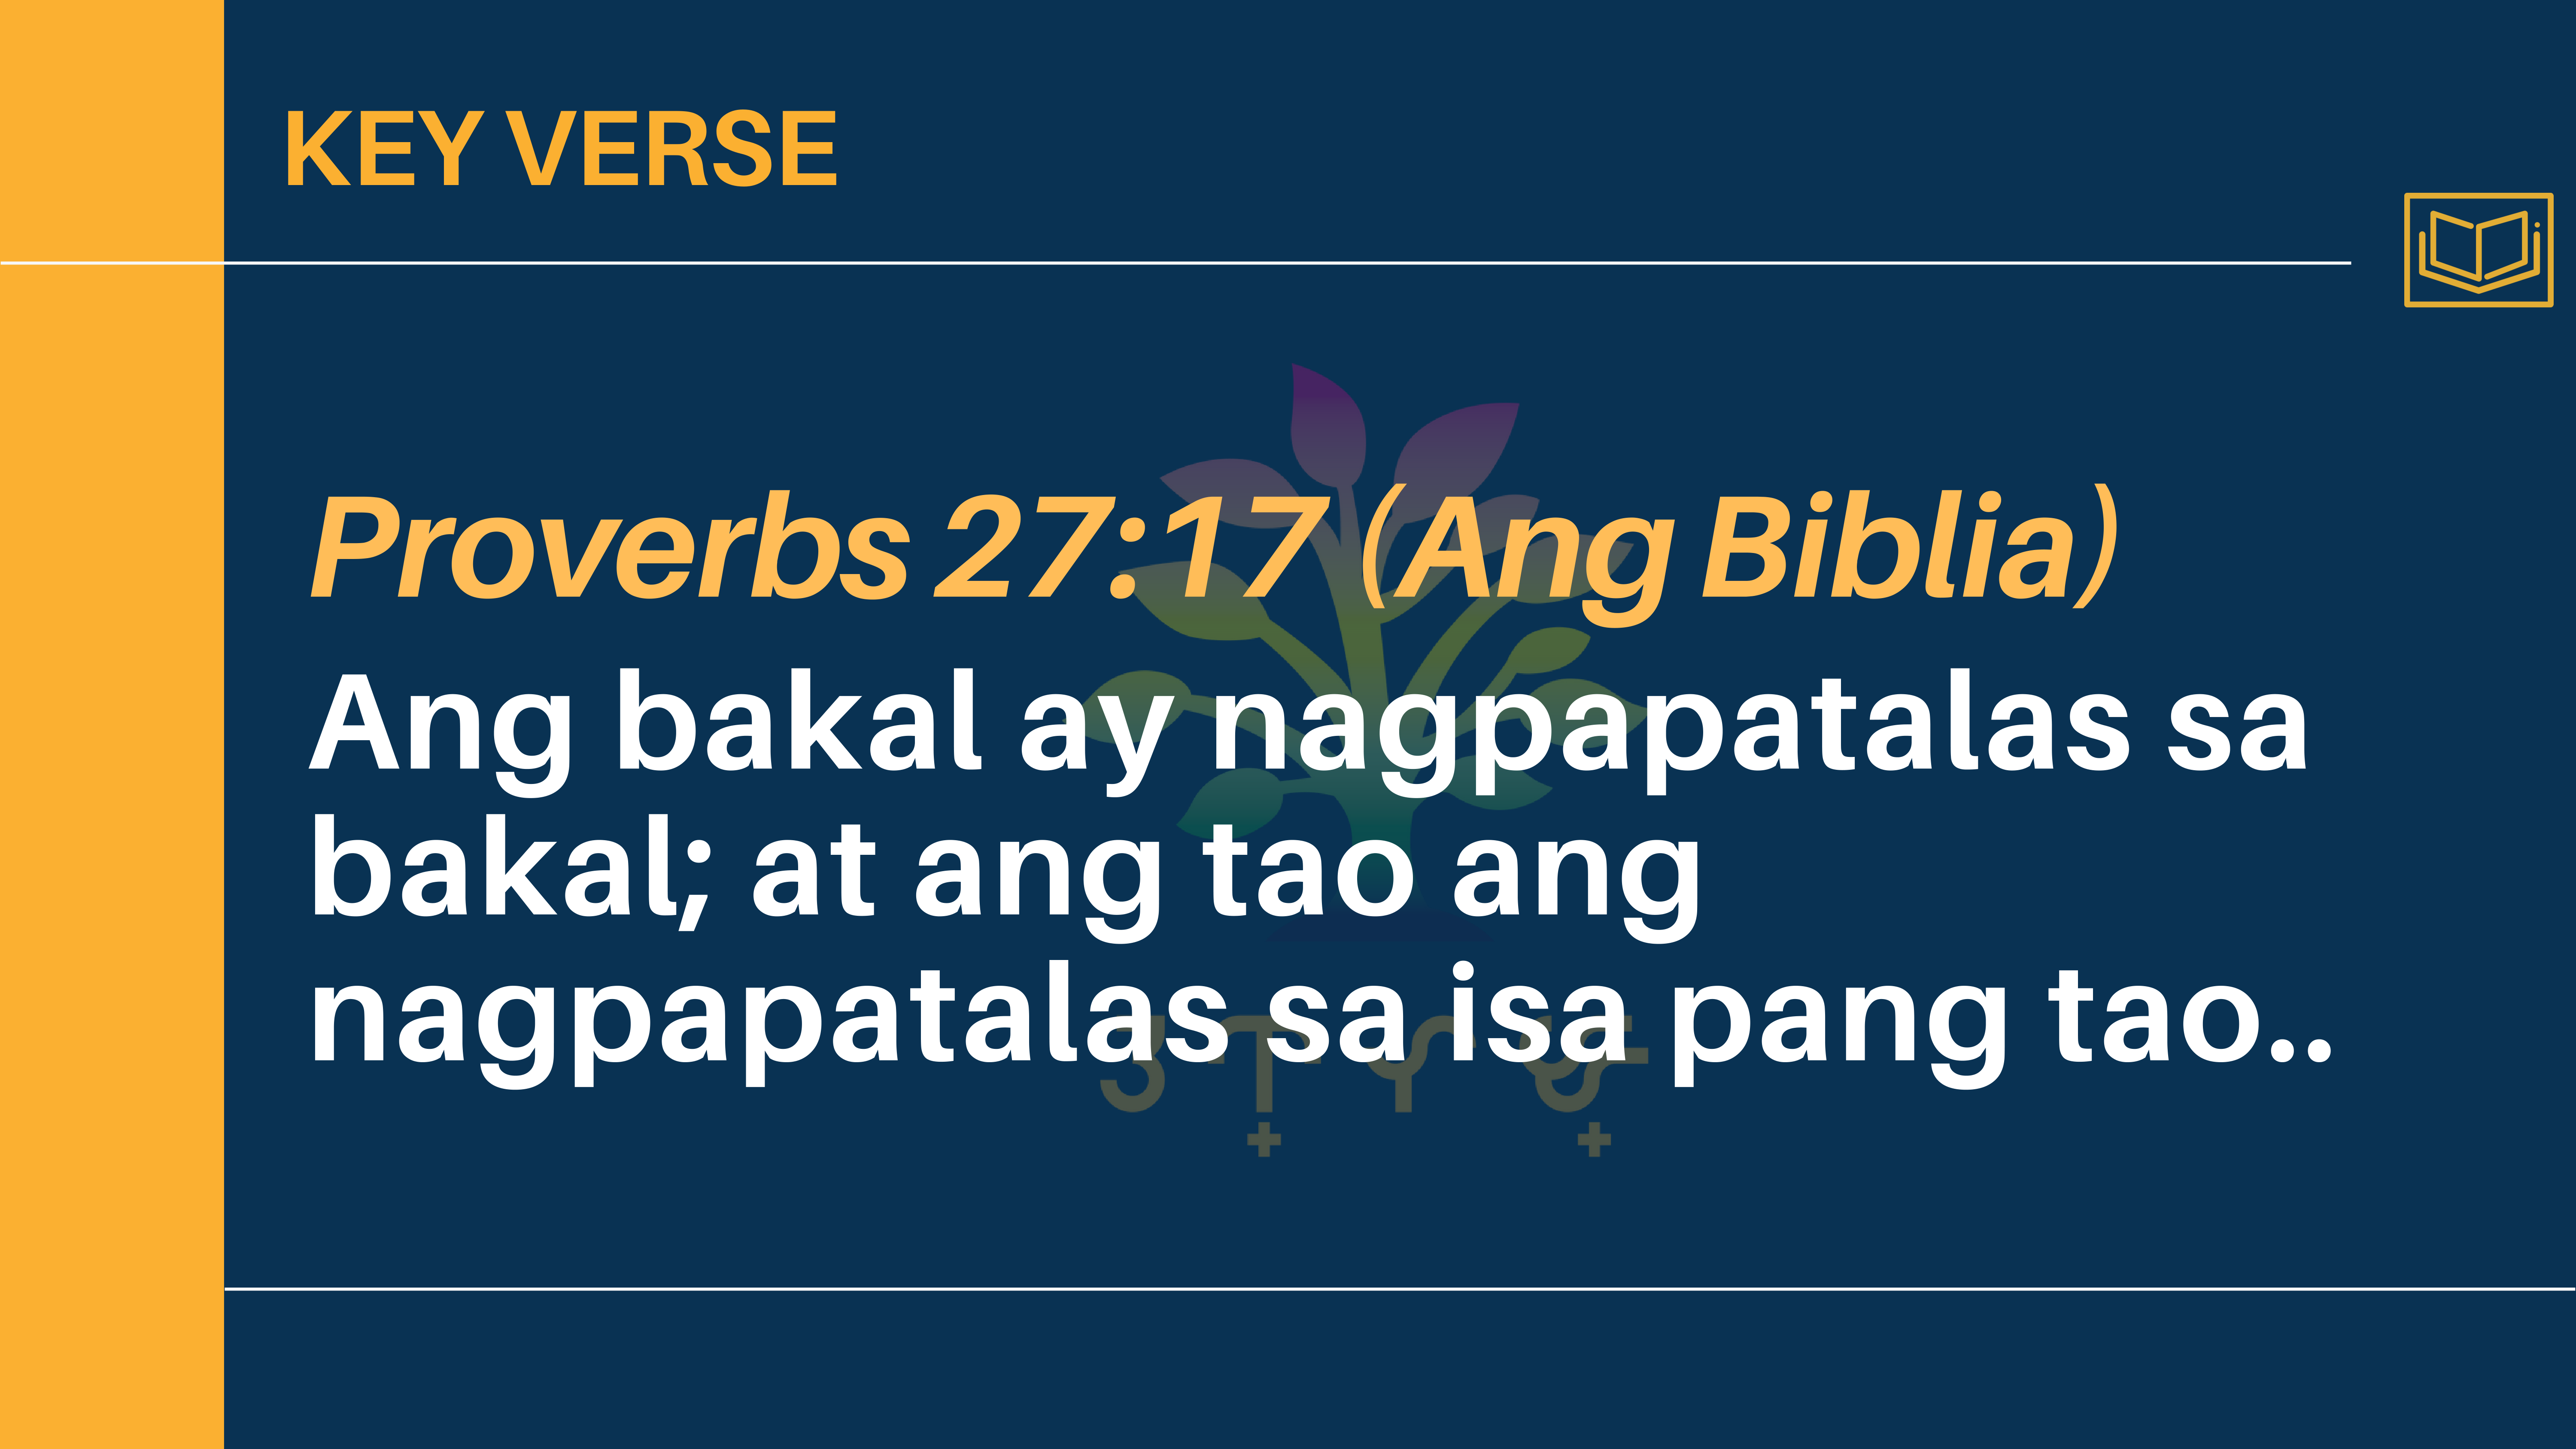 KEY VERSE
Proverbs 27:17 (Ang Biblia)
Ang bakal ay nagpapatalas sa
bakal; at ang tao ang
nagpapatalas sa isa pang tao..